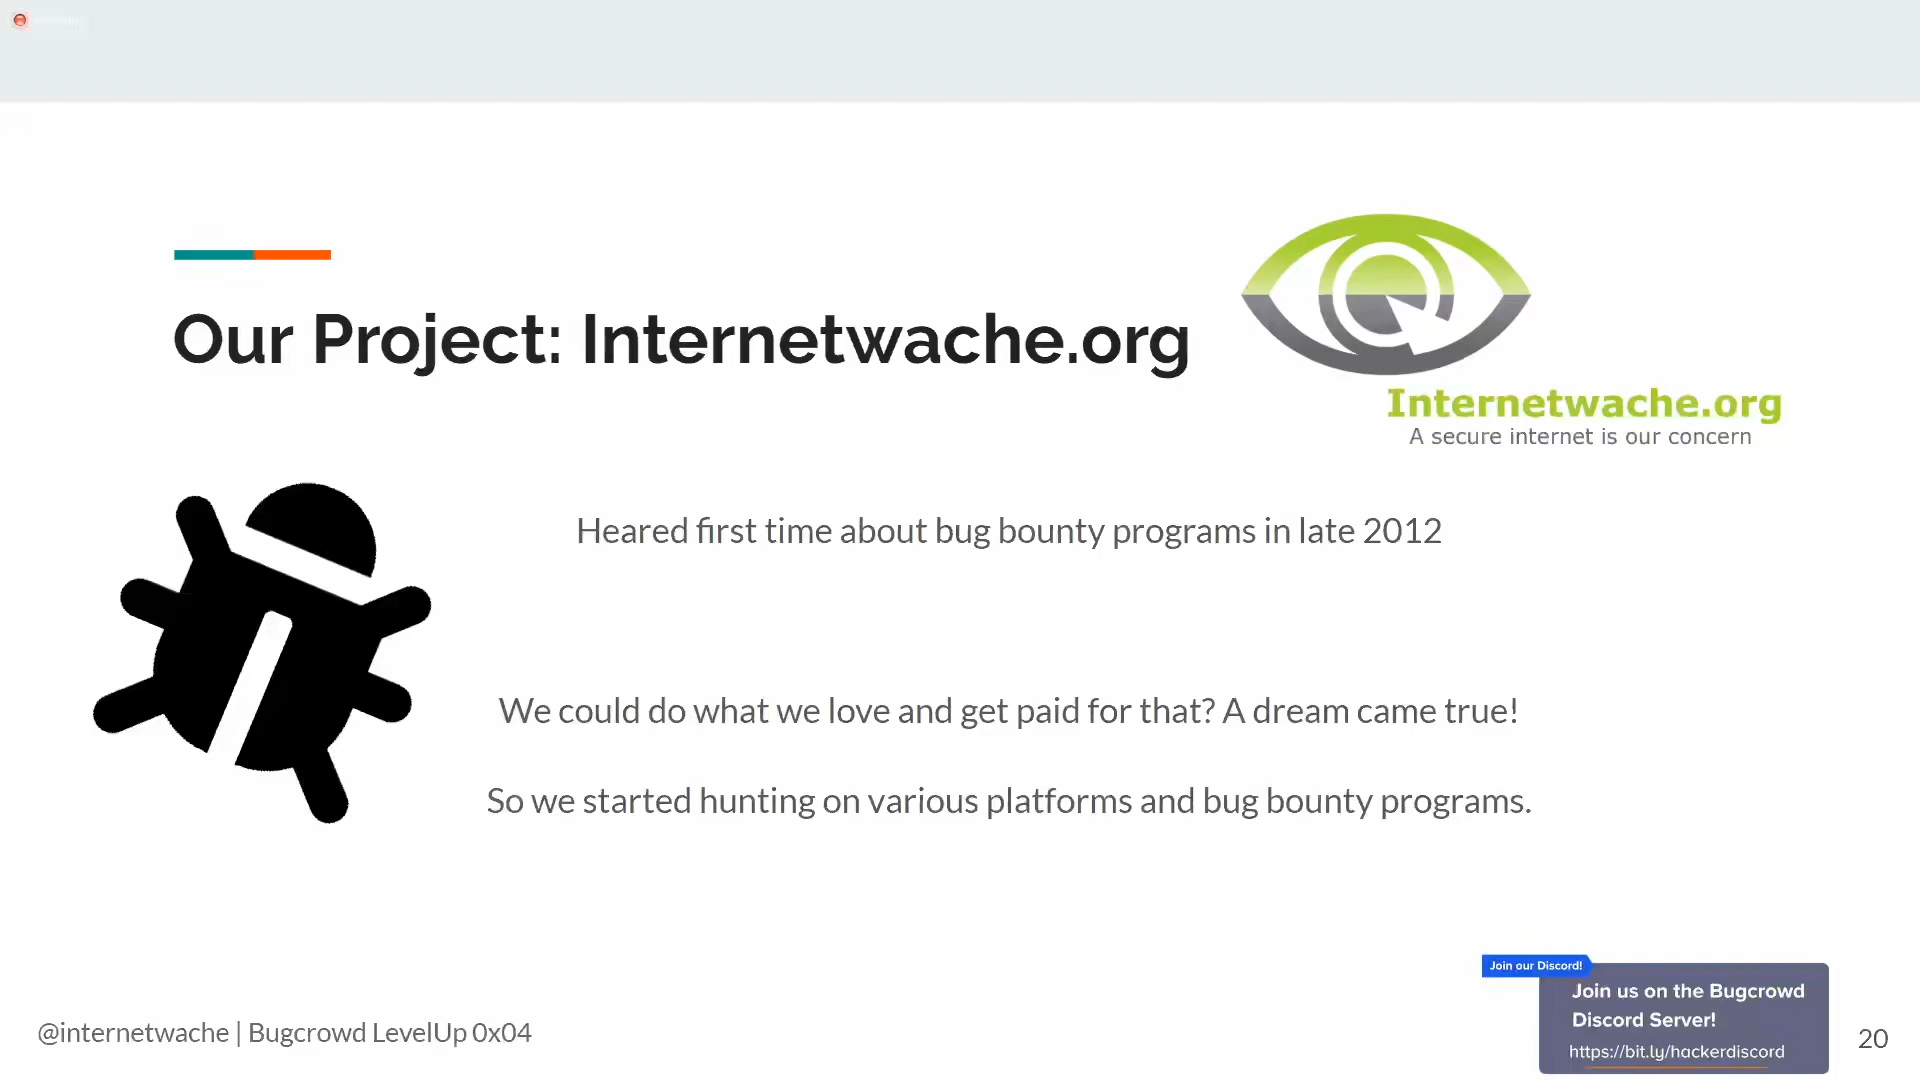 Our Project: Internetwache.org
Internetwache.org
A secure internet is our concern
Heared first time about bug bounty programs in late 2012
We could do what we love and get paid for that? A dream came true!
So we started hunting on various platforms and bug bounty programs.
Join our Discord!
Join us on the Bugcrowd
Discord Server!
https://bit.ly/hackerdiscord
@internetwache | Bugcrowd LevelUp 0x04
20